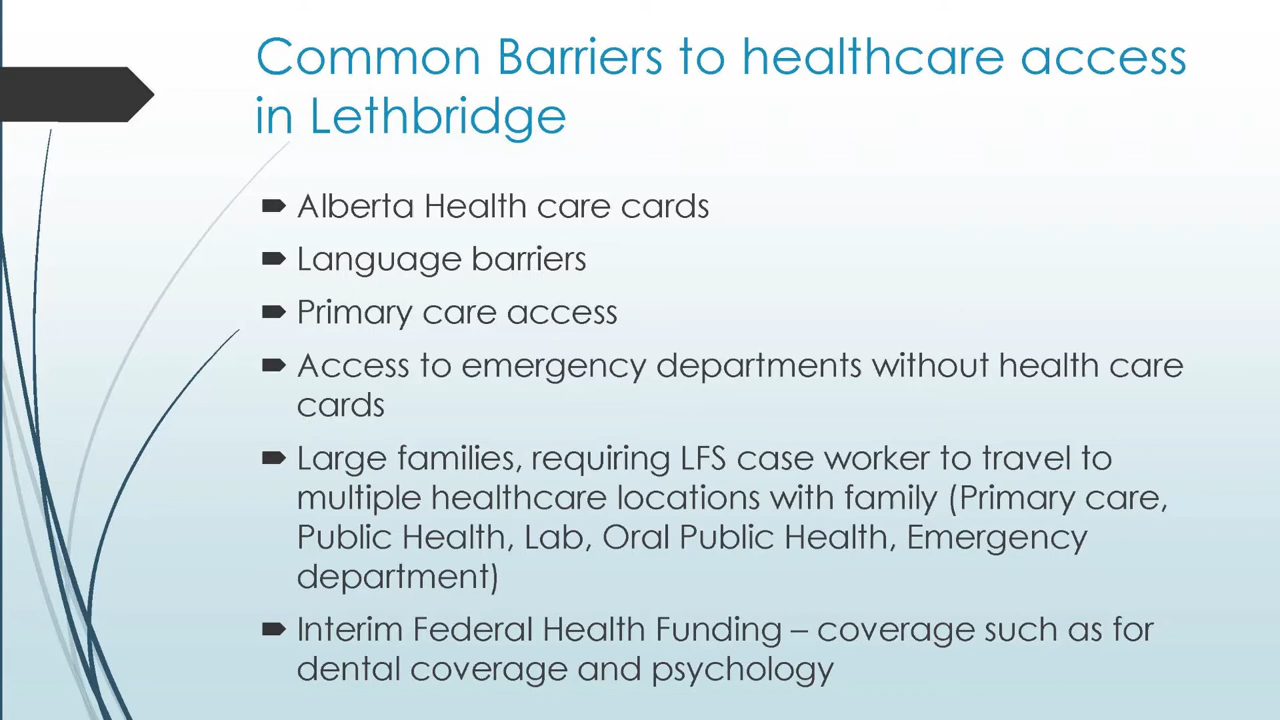 Common Barriers to healthcare access
in Lethbridge
Alberta Health care cards
Language barriers
Primary care access
Access to emergency departments without health care
cards
Large families, requiring LFS case worker to travel to
multiple healthcare locations with family (Primary care,
Public Health, Lab, Oral Public Health, Emergency
department)
Interim Federal Health Funding – coverage such as for
dental coverage and psychology